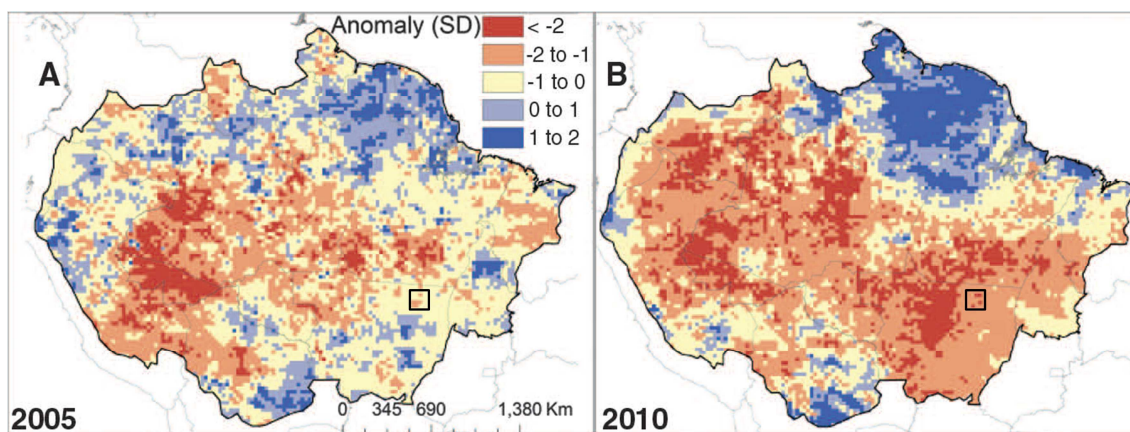 Anomaly (SD)
< -2
-2 to -1
-1 to 0
0 to 1
1 to 2
A
B
2005
0 345 690 1,380 Km
2010